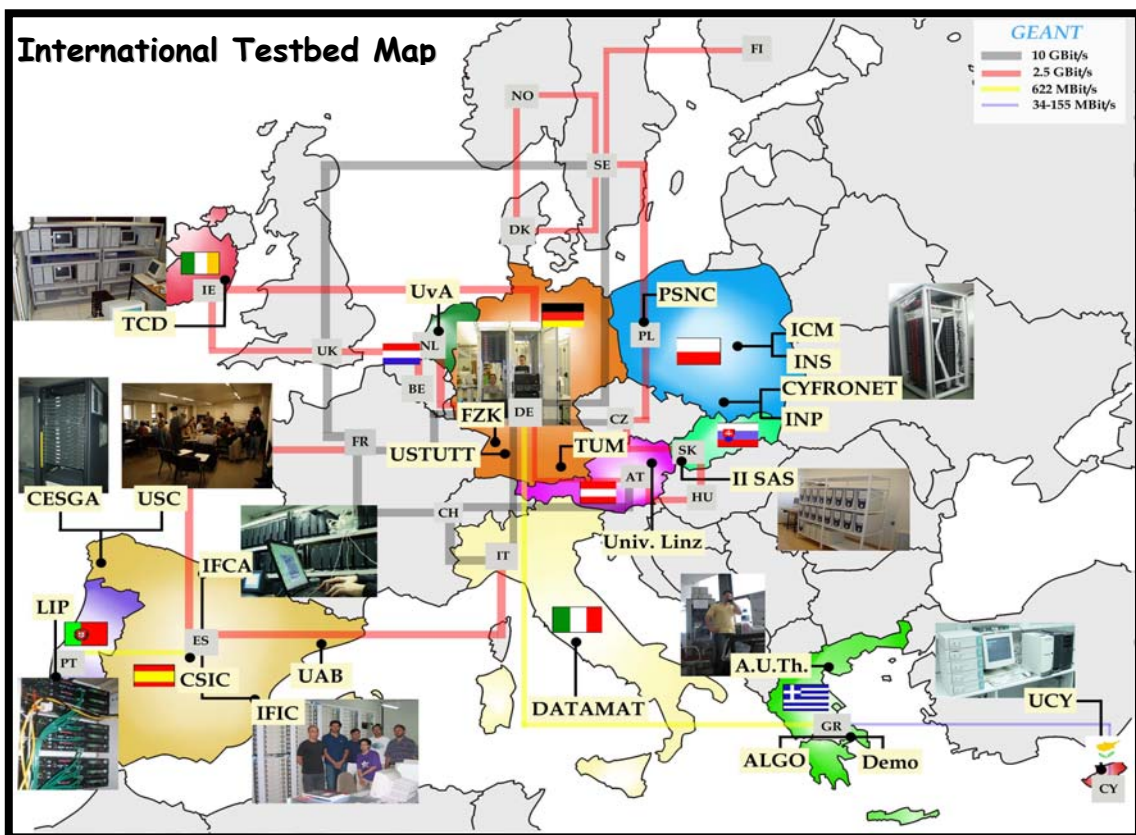 International Testbed Map
GEANT
10 GBit/s
2.5 GBit/s
622 MBit/s
34-155 MBit/s
FI
NO
SE
DK
IE
TCD
UvA
PSNC
UK
NL
PL
ICM
INS
BE
CYFRONET
FZK
DE
CZ
INP
FR
USTUTT
TUM
SK
AT
II SAS
HU
CESGA
USC
CH
Univ. Linz
IT
IFCA
LIP
ES
PT
CSIC
UAB
A.U.Th.
IFIC
DATAMAT
UCY
GR
ALGO
Demo
CY